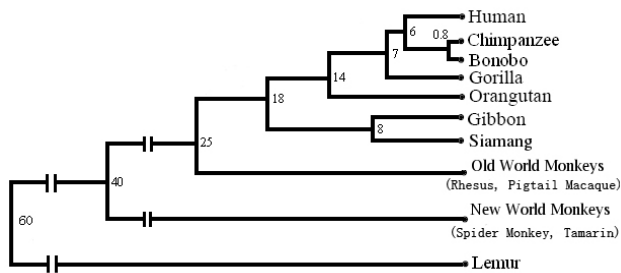 Human
6
0.8
Chimpanzee
7
Bonobo
14
Gorilla
18
Orangutan
Gibbon
8
25
Siamang
Old World Monkeys
40
(Rhesus, Pigtail Macaque)
New World Monkeys
60
(Spider Monkey, Tamarin)
Lemur